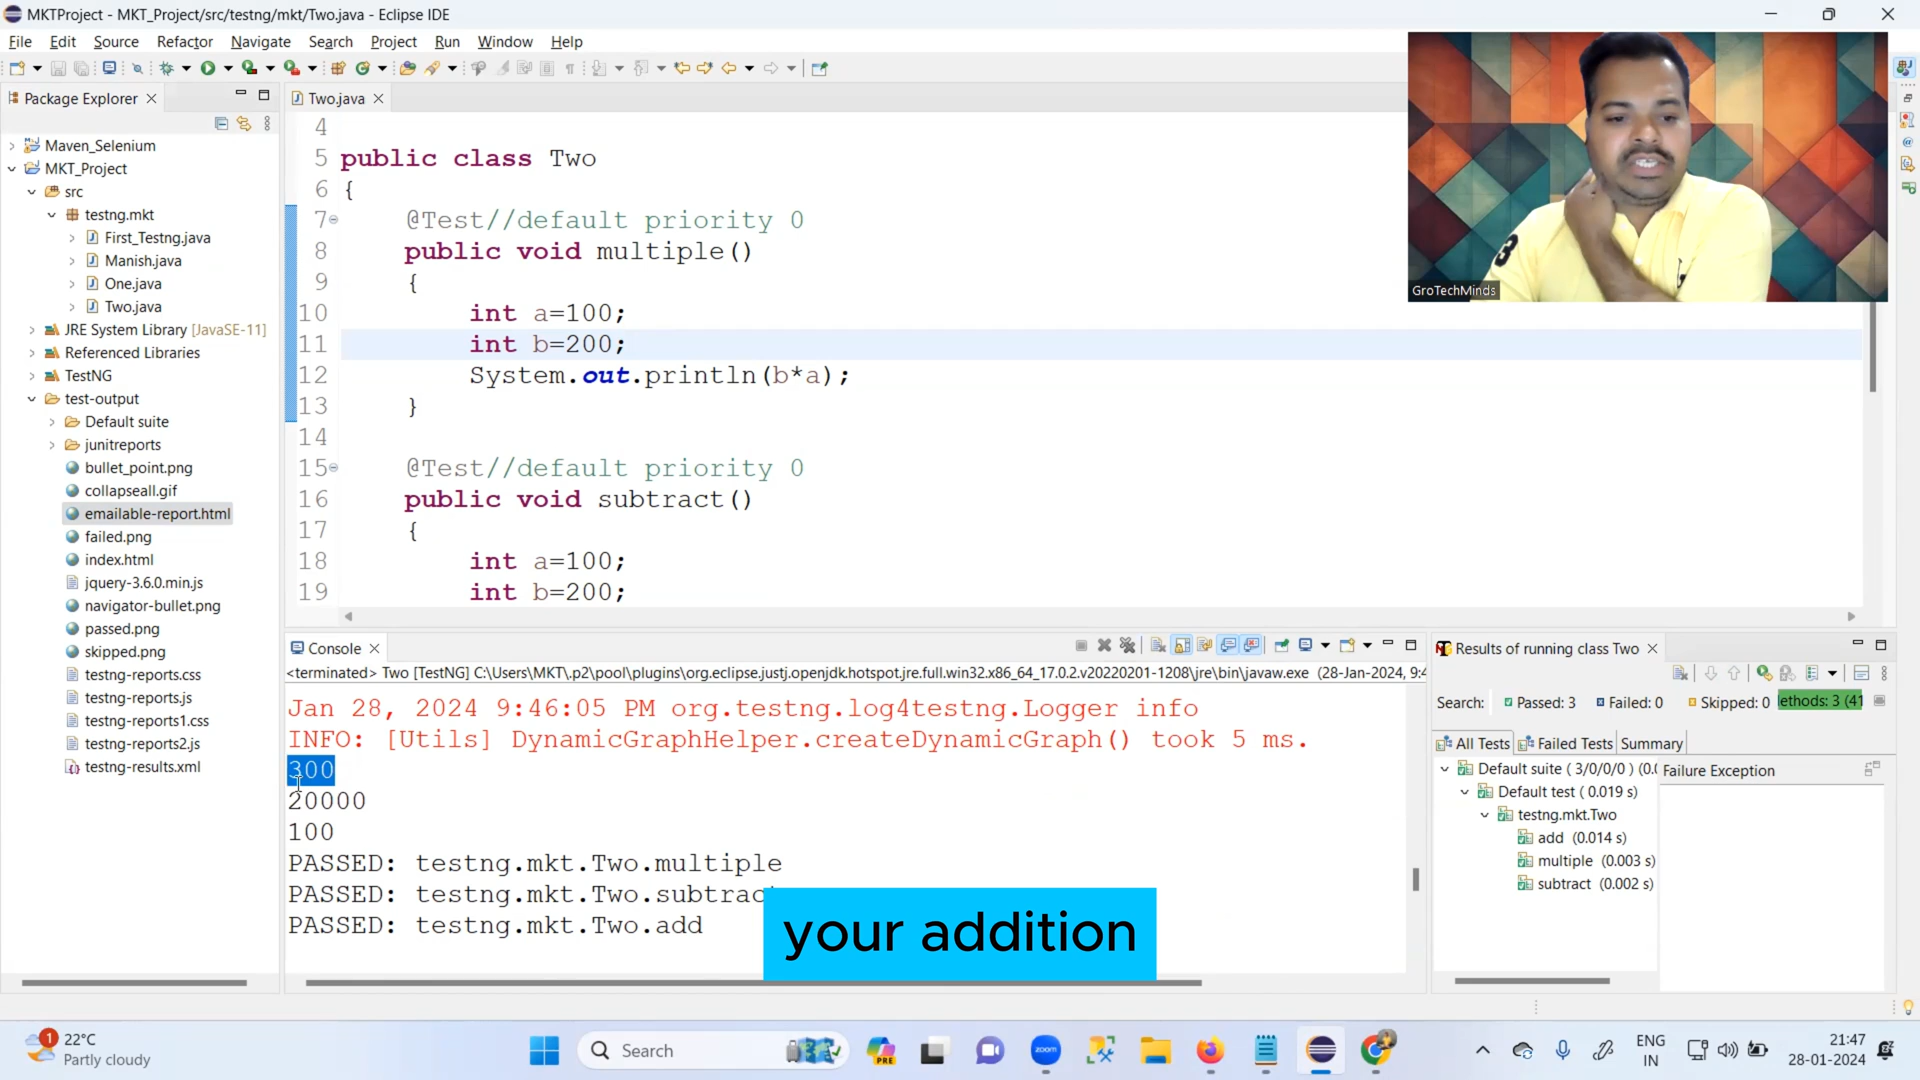 MKTProject - MKT_Project/src/testng/mkt/Two.java - Eclipse IDE
File Edit Source Refactor Navigate Search Project Run Window Help
Package Explorer
Maven_Selenium
MKT_Project
src
testng.mkt
First_Testng.java
Manish.java
One.java
Two.java
JRE System Library [JavaSE-11]
Referenced Libraries
TestNG
test-output
Default suite
junitreports
bullet_point.png
collapseall.gif
emailable-report.html
failed.png
index.html
jquery-3.6.0.min.js
navigator-bullet.png
passed.png
skipped.png
testng-reports.css
testng-reports.js
testng-reports1.css
testng-reports2.js
testng-results.xml
Two.java
4
5 public class Two
6 {
7 @Test//default priority 0
8 public void multiple()
9 {
10 int a=100;
11 int b=200;
12 System.out.println(b*a);
13 }
14
15 @Test//default priority 0
16 public void subtract()
17 {
18 int a=100;
19 int b=200;
3
GroTechMinds
Console
<terminated> Two [TestNG] C:\Users\MKT\.p2\pool\plugins\org.eclipse.justj.openjdk.hotspot.jre.full.win32.x86_64_17.0.2.v20220201-1208\jre\bin\javaw.exe (28-Jan-2024, 9:4
Jan 28, 2024 9:46:05 PM org.testng.log4testng.Logger info
INFO: [Utils] DynamicGraphHelper.createDynamicGraph() took 5 ms.
300
20000
100
PASSED: testng.mkt.Two.multiple
PASSED: testng.mkt.Two.subtract
PASSED: testng.mkt.Two.add
your addition
Results of running class Two
Search: Passed: 3 Failed: 0 Skipped: 0 ethods: 3 (41
All Tests Failed Tests Summary
Default suite ( 3/0/0/0 ) (0.0
Default test ( 0.019 s)
testng.mkt.Two
add (0.014 s)
multiple (0.003 s)
subtract (0.002 s)
Failure Exception
1
22°C
Partly cloudy
Search
PRE
zoom
ENG
IN
21:47
28-01-2024